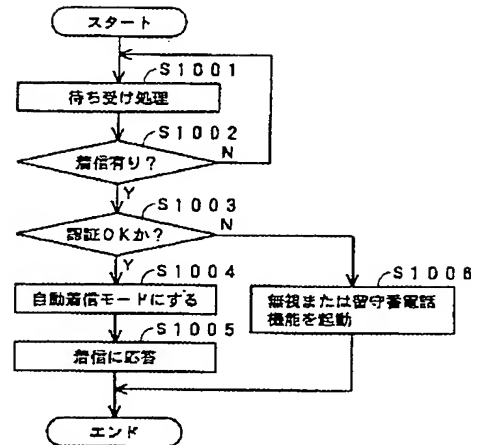 スタート
S1001
待ち受け処理
S1002
着信有り?
N
Y
S1003
認証OKか?
N
Y
S1004
自動着信モードにする
S1006
無視または留守番電話
機能を起動
S1005
着信に応答
エンド